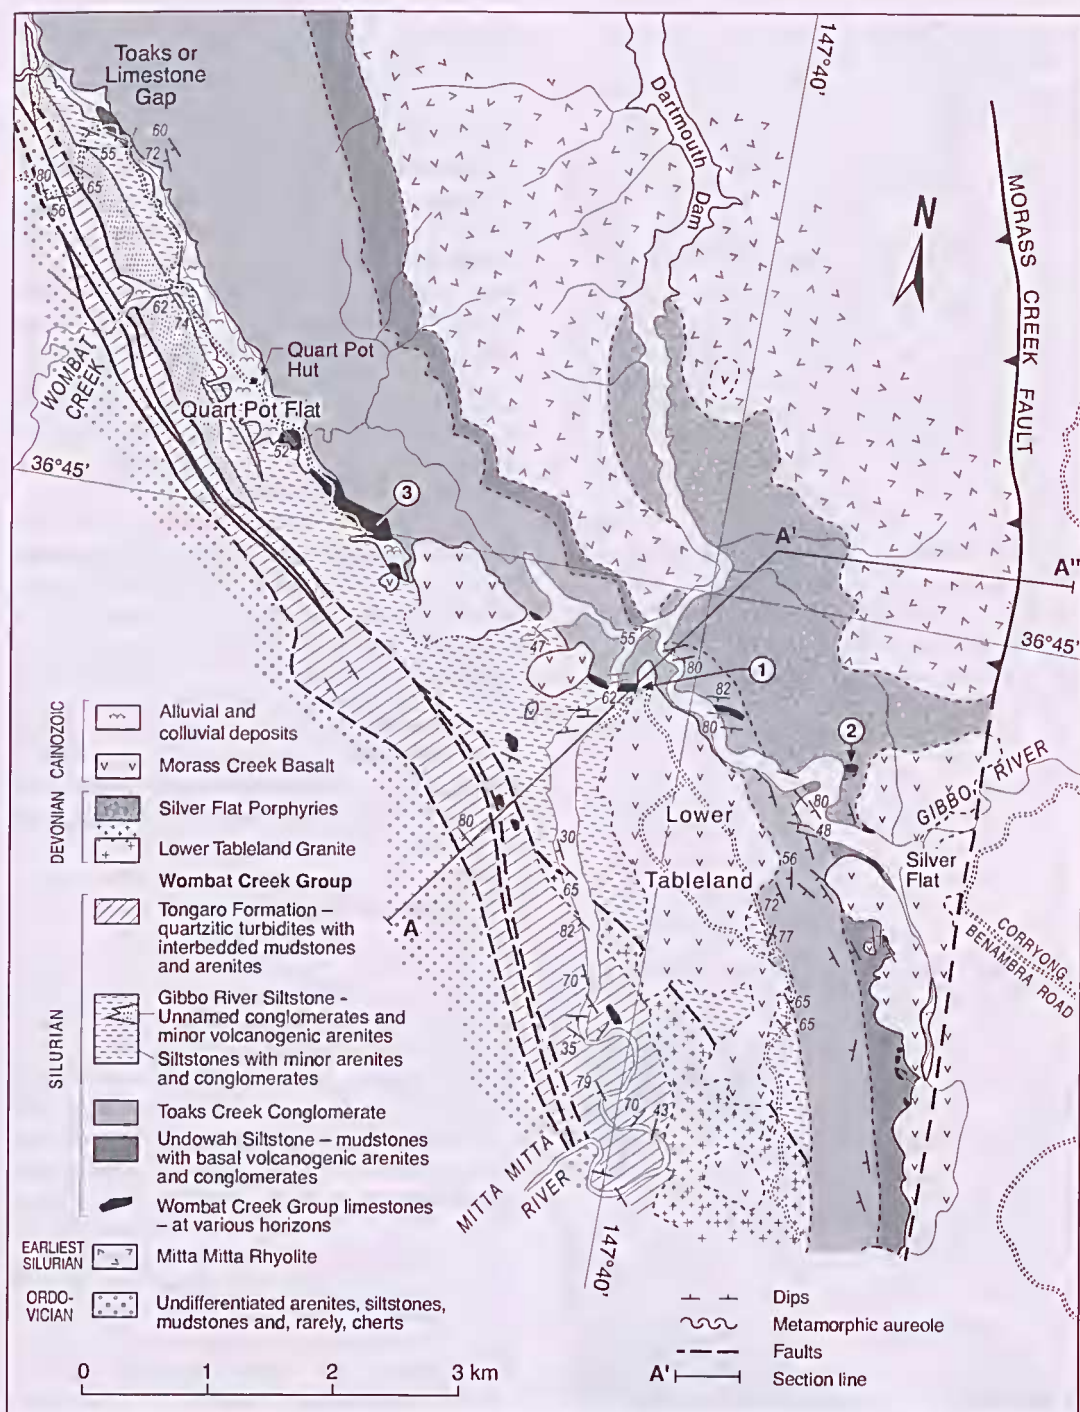 Toaks or
Limestone
Gap
60
72
55
65
80
56
62
74
WOMBAT
CREEK
Quart Pot
Hut
Quart Pot Flat
52
36°45'
3
Dartmouth
Dam
147°40'
N
MORASS CREEK FAULT
A'
A"
36°45'
47
55
80
1
62
82
80
2
80
48
GIBBO RIVER
Silver
Flat
Lower
Tableland
56
72
77
65
65
CORRYONG
BENAMBRA ROAD
80
A
30
65
82
70
35
79
70
43
MITTA MITTA
RIVER
147°40'
CAINOZOIC
Alluvial and
colluvial deposits
Morass Creek Basalt
DEVONIAN
Silver Flat Porphyries
Lower Tableland Granite
Wombat Creek Group
SILURIAN
Tongaro Formation –
quartzitic turbidites with
interbedded mudstones
and arenites
Gibbo River Siltstone -
Unnamed conglomerates and
minor volcanogenic arenites
Siltstones with minor arenites
and conglomerates
Toaks Creek Conglomerate
Undowah Siltstone – mudstones
with basal volcanogenic arenites
and conglomerates
Wombat Creek Group limestones
– at various horizons
EARLIEST
SILURIAN
Mitta Mitta Rhyolite
ORDO-
VICIAN
Undifferentiated arenites, siltstones,
mudstones and, rarely, cherts
0 1 2 3 km
Dips
Metamorphic aureole
Faults
A' Section line